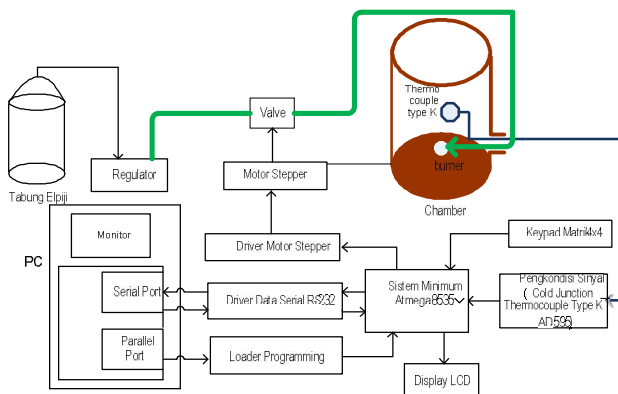 Thermo
couple
type K
Valve
burner
Regulator
Motor Stepper
Tabung Elpiji
Chamber
Monitor
Keypad Matrik4x4
Driver Motor Stepper
PC
Serial Port
Driver Data Serial RS232
Sistem Minimum
Atmega 8535
Pengkondisi Sinyal
( Cold Junction
Thermocouple Type K
AD595)
Parallel
Port
Loader Programming
Display LCD